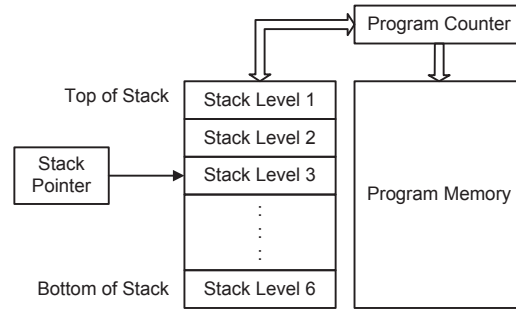 Program Counter
Top of Stack
Stack Level 1
Stack Level 2
Stack
Pointer
Stack Level 3
Program Memory
Bottom of Stack
Stack Level 6